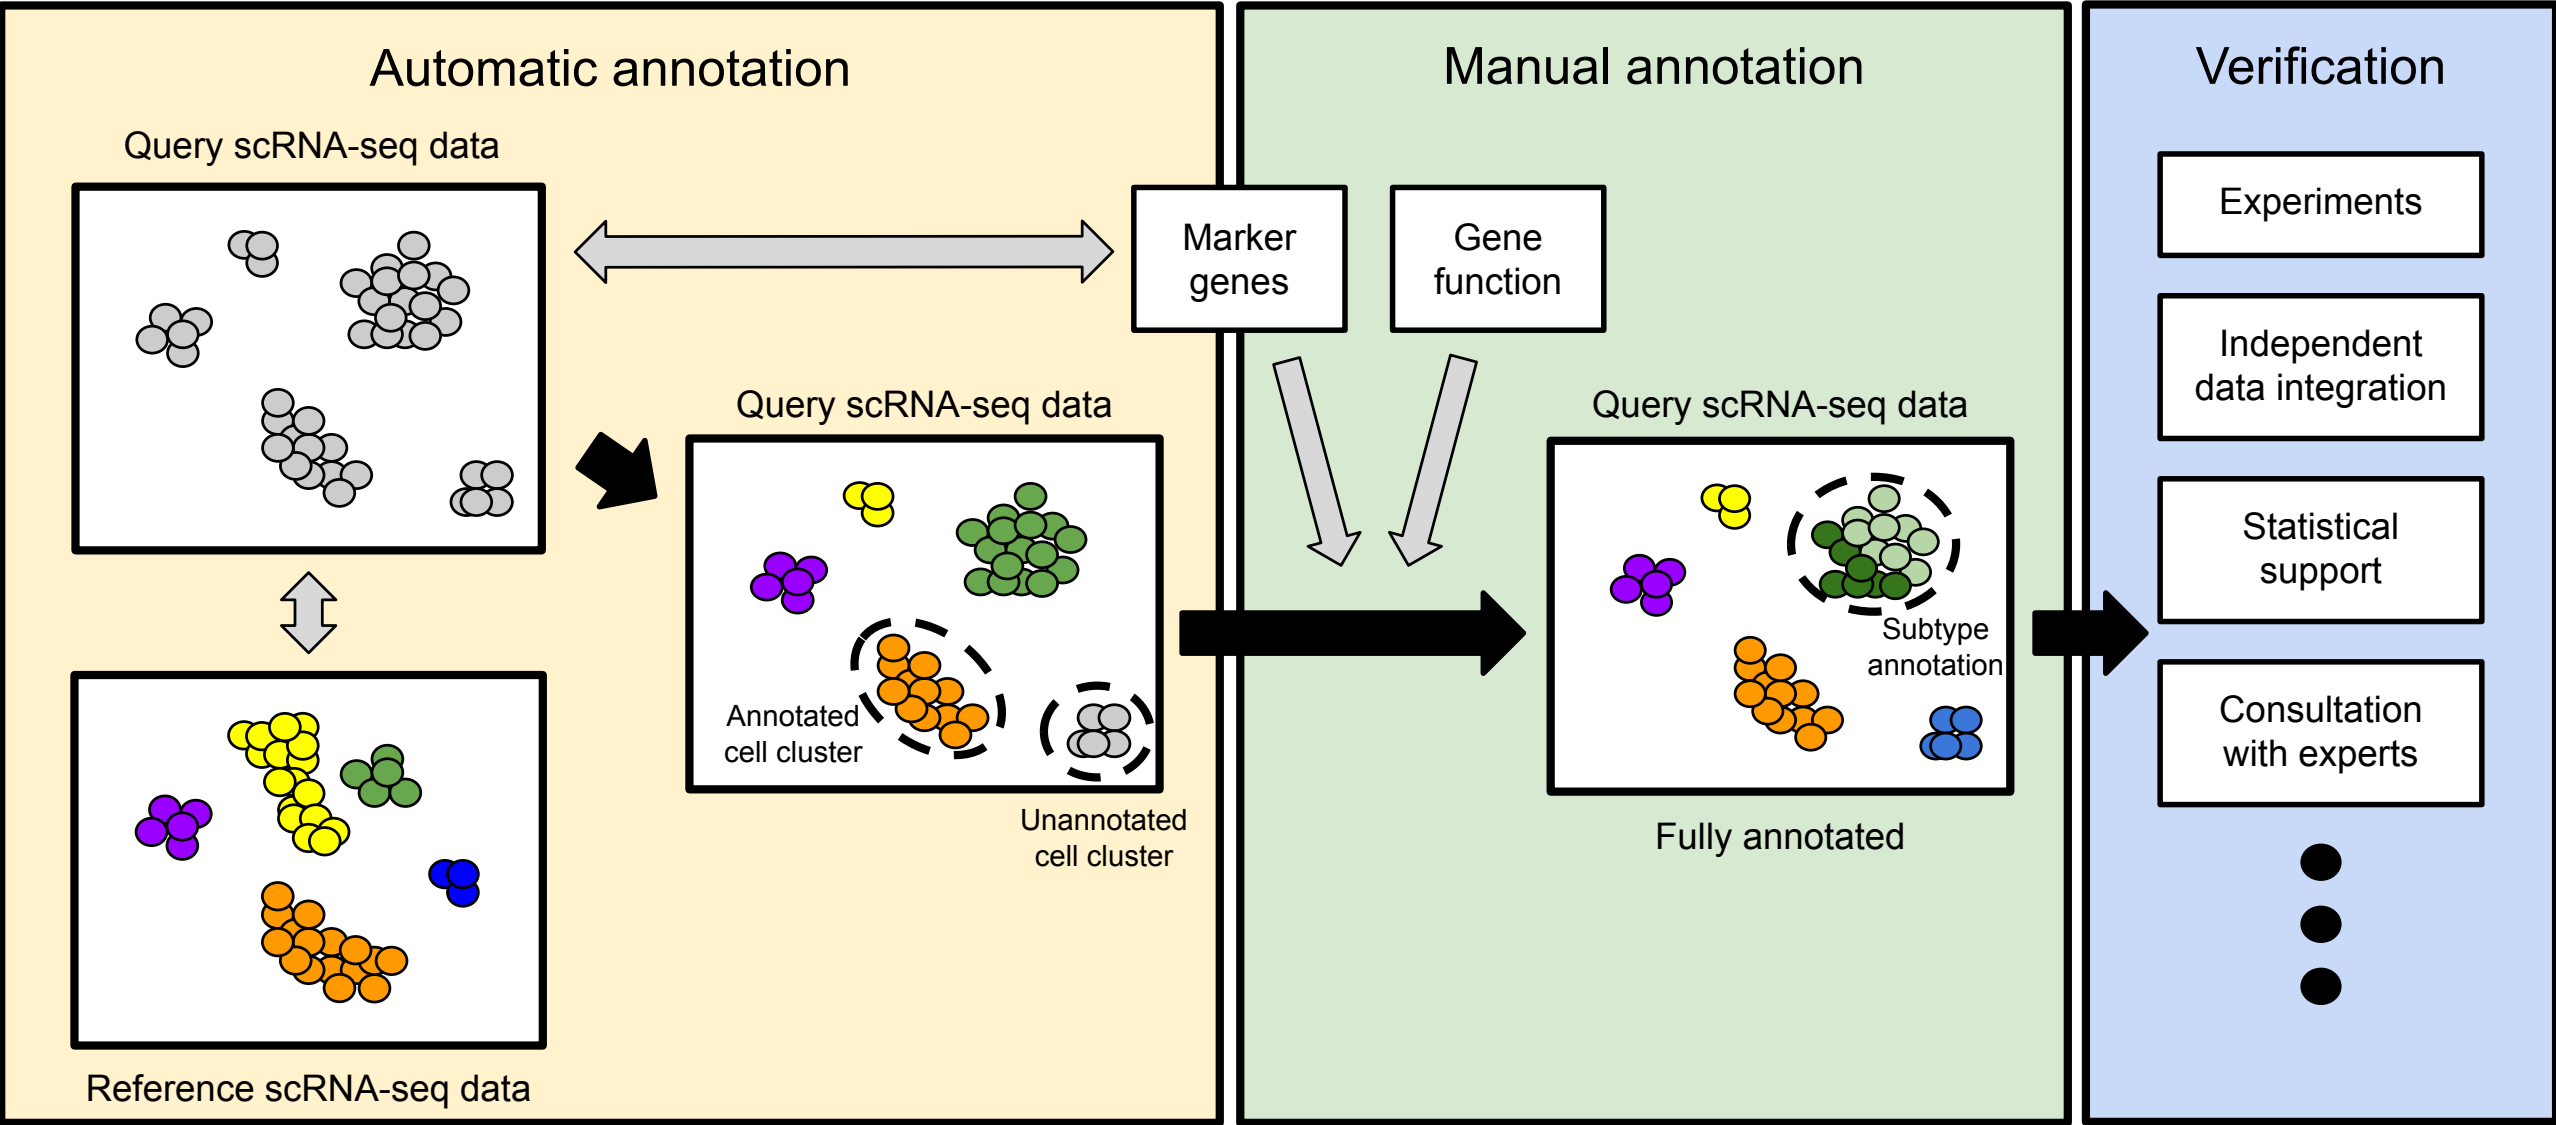 Automatic annotation
Query scRNA-seq data
Marker
genes
Query scRNA-seq data
Annotated
cell cluster
Unannotated
cell cluster
Reference scRNA-seq data
Manual annotation
Gene
function
Query scRNA-seq data
Subtype
annotation
Fully annotated
Verification
Experiments
Independent
data integration
Statistical
support
Consultation
with experts